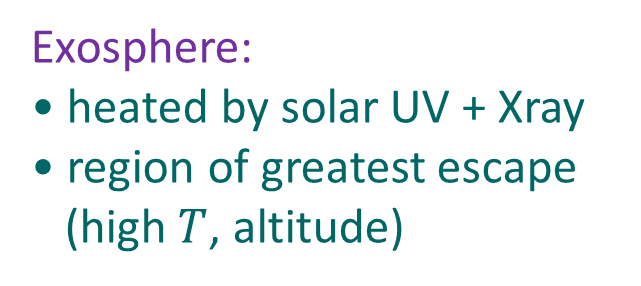 Exosphere:
• heated by solar UV + Xray
• region of greatest escape
(high T, altitude)